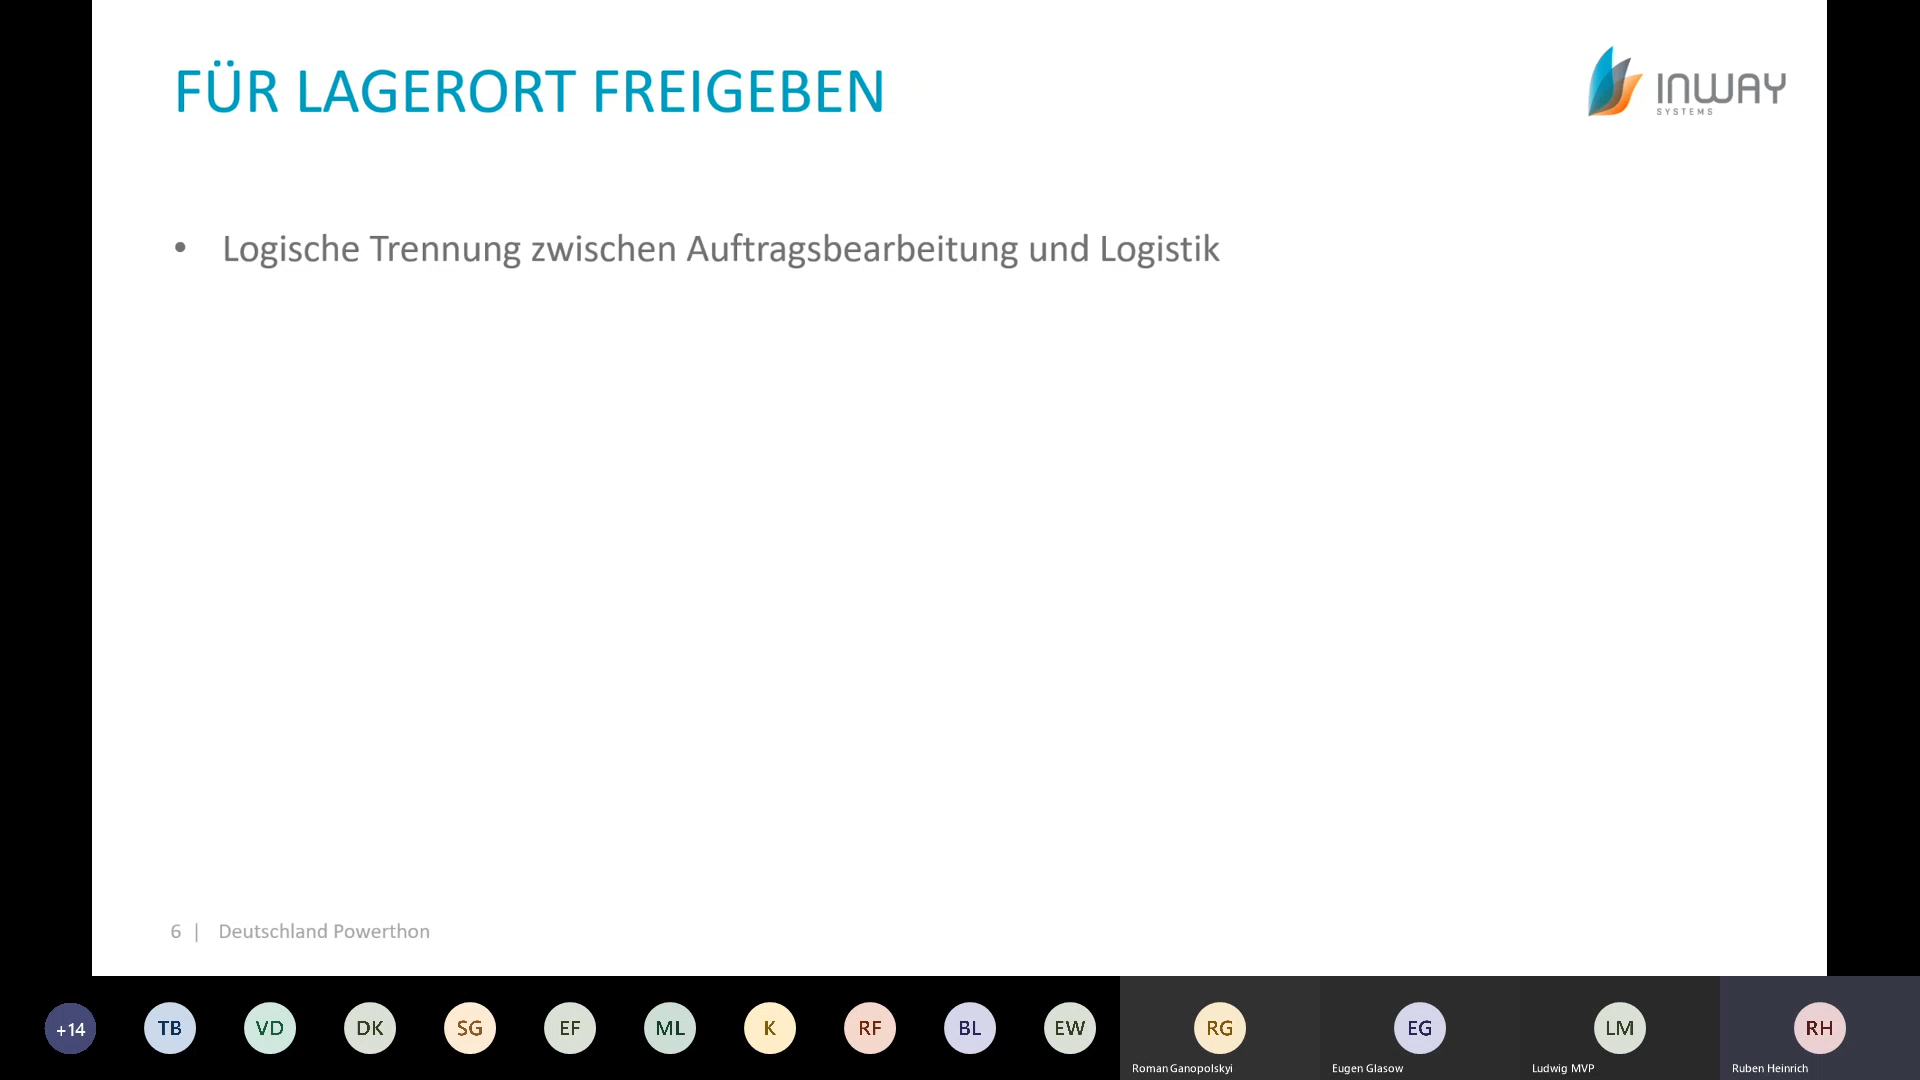 FÜR LAGERORT FREIGEBEN
INWAY
SYSTEMS
• Logische Trennung zwischen Auftragsbearbeitung und Logistik
6 | Deutschland Powerthon
+14 TB VD DK SG EF ML K RF BL EW RG EG LM RH
Roman Ganopolskyi Eugen Glasow Ludwig MVP Ruben Heinrich